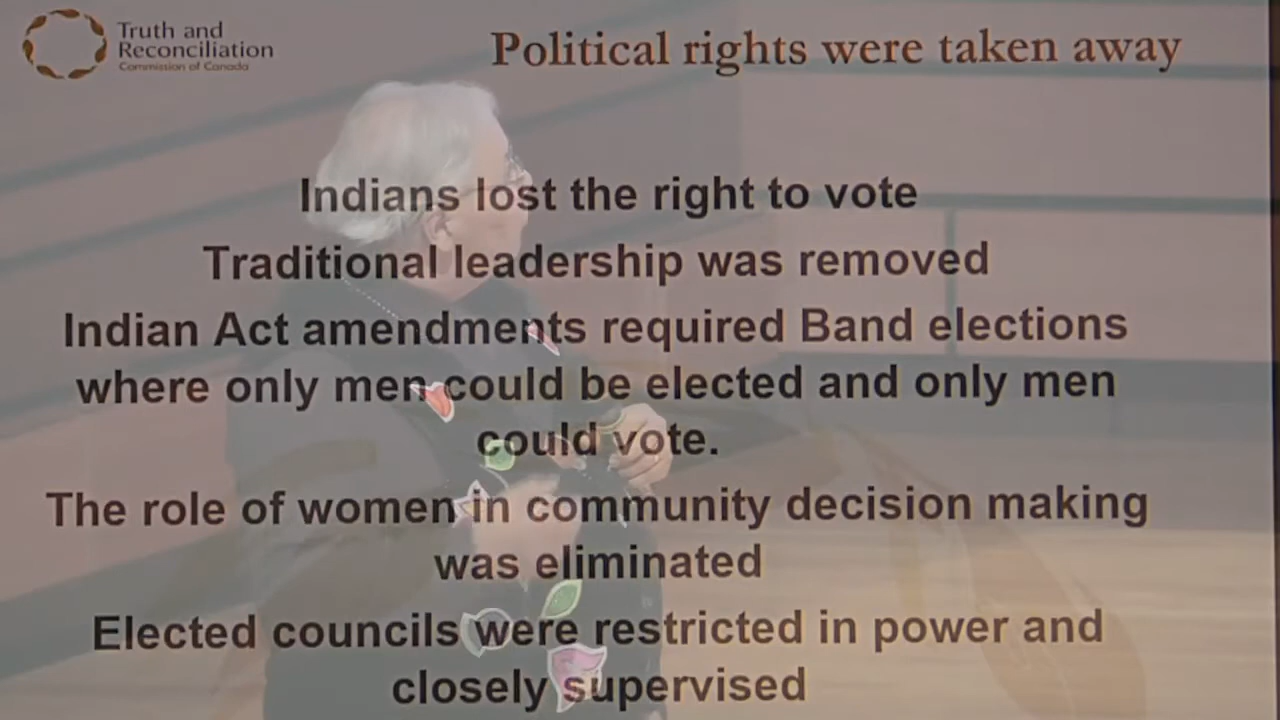 Truth and
Reconciliation
Commission of Canada
Political rights were taken away
Indians lost the right to vote
Traditional leadership was removed
Indian Act amendments required Band elections
where only men could be elected and only men
could vote.
The role of women in community decision making
was eliminated
Elected councils were restricted in power and
closely supervised